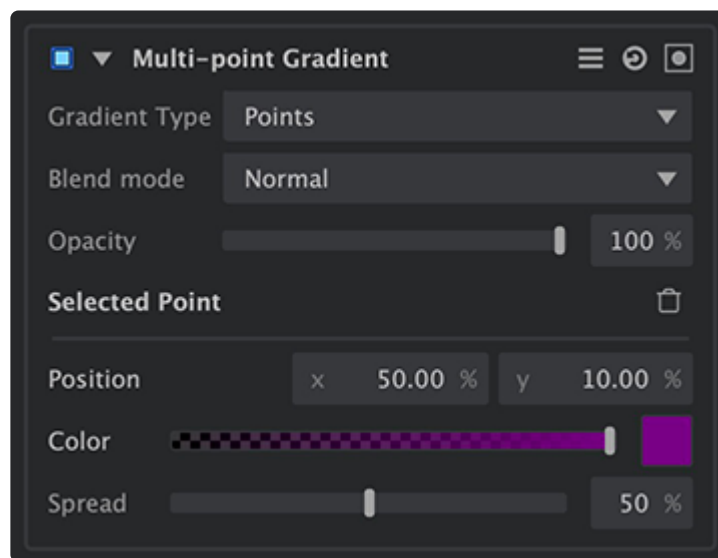 Multi-point Gradient
Gradient Type Points
Blend mode Normal
Opacity 100 %
Selected Point
Position x 50.00 % y 10.00 %
Color
Spread 50 %